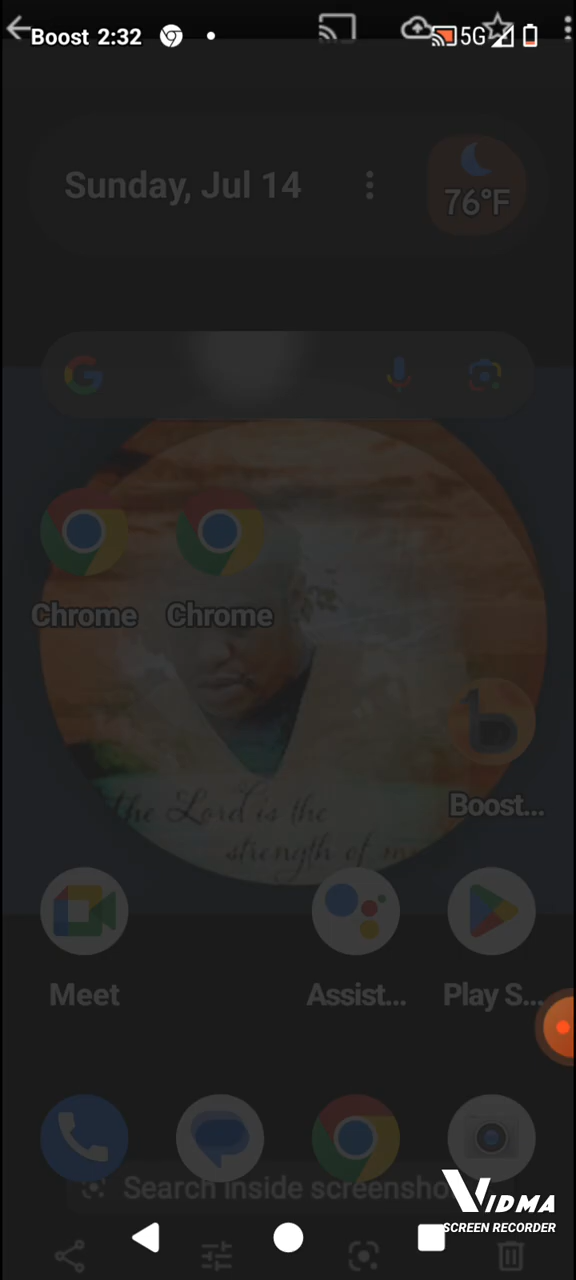 Boost 2:32 5G
Sunday, Jul 14
76°F
Chrome Chrome
the Lord is the
strength of my
Boost...
Meet Assist... Play S...
Search inside screensho
VIDMA
SCREEN RECORDER